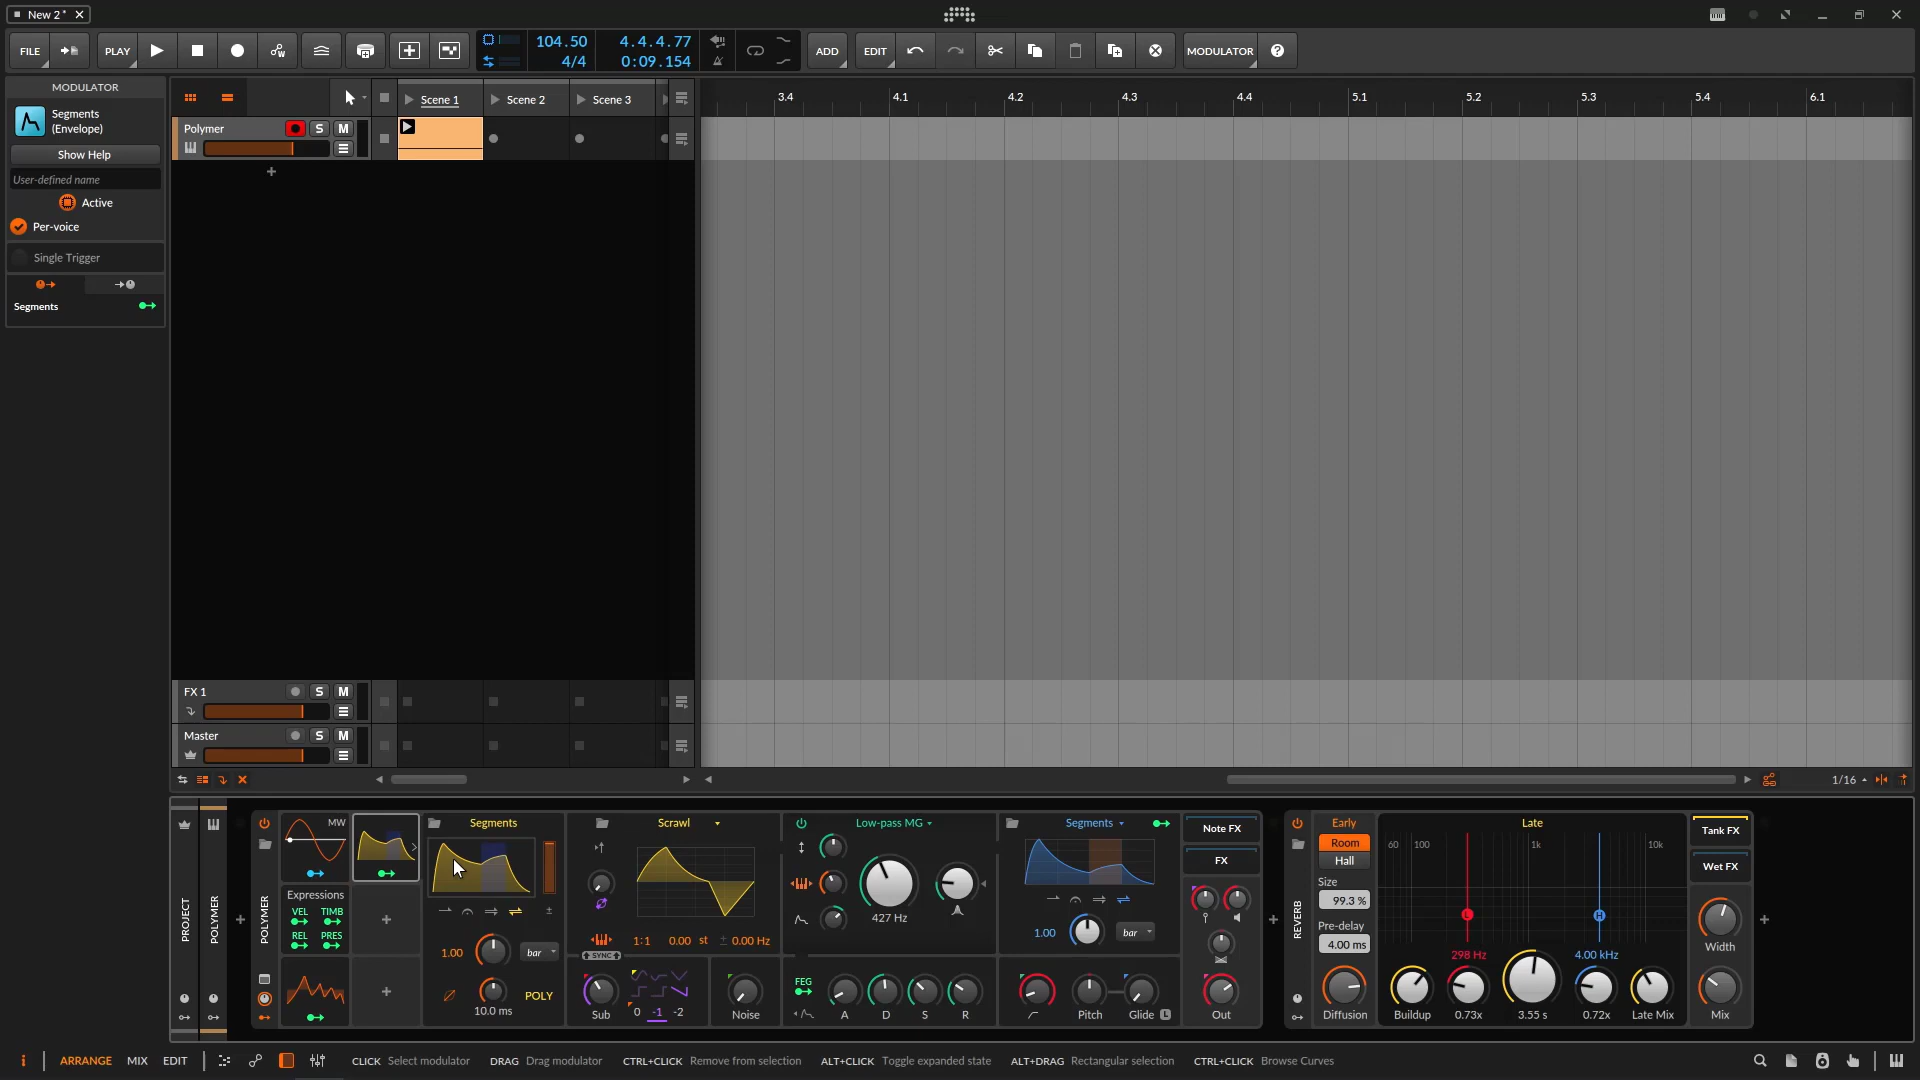 New 2 *
FILE PLAY 104.50 4/4 4.4.4.77 0:09.154 ADD EDIT MODULATOR
MODULATOR
Segments
(Envelope)
Show Help
User-defined name
Active
Per-voice
Single Trigger
Segments
Scene 1 Scene 2 Scene 3
3.4 4.1 4.2 4.3 4.4 5.1 5.2 5.3 5.4 6.1
Polymer S M
FX 1 S M
Master S M
1/16
PROJECT
POLYMER
POLYMER
MW
Expressions
VEL TIMB
REL PRES
Segments
1.00 bar
10.0 ms POLY
Scrawl
1:1 0.00 st ± 0.00 Hz
SYNC
Sub 0 -1 -2 Noise
Low-pass MG
427 Hz
FEG
A D S R
Segments
1.00 bar
Pitch Glide L
Note FX
FX
Out
REVERB
Early
Room
Hall
Size
99.3 %
Pre-delay
4.00 ms
Diffusion
Late
60 100 1k 10k
L H
298 Hz 4.00 kHz
Buildup 0.73x 3.55 s 0.72x Late Mix
Tank FX
Wet FX
Width
Mix
ARRANGE MIX EDIT CLICK Select modulator DRAG Drag modulator CTRL+CLICK Remove from selection ALT+CLICK Toggle expanded state ALT+DRAG Rectangular selection CTRL+CLICK Browse Curves